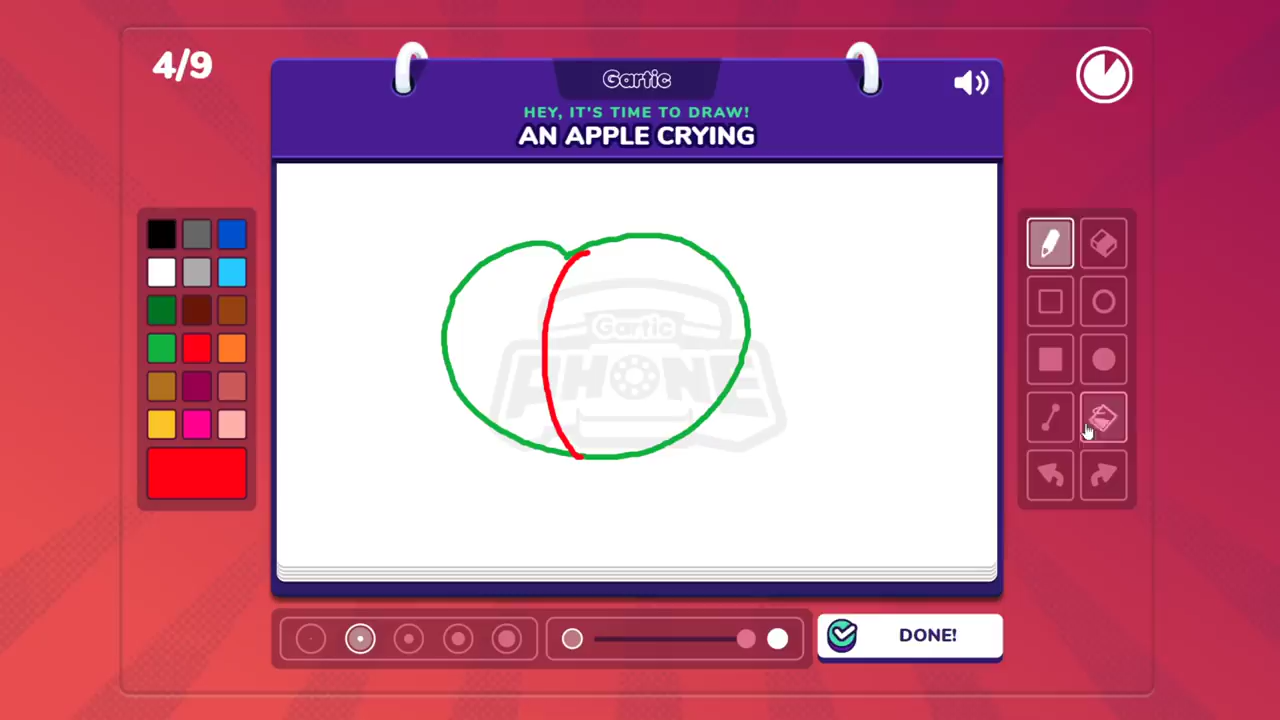 4/9
Gartic
HEY, IT'S TIME TO DRAW!
AN APPLE CRYING
Gartic
PHONE
DONE!